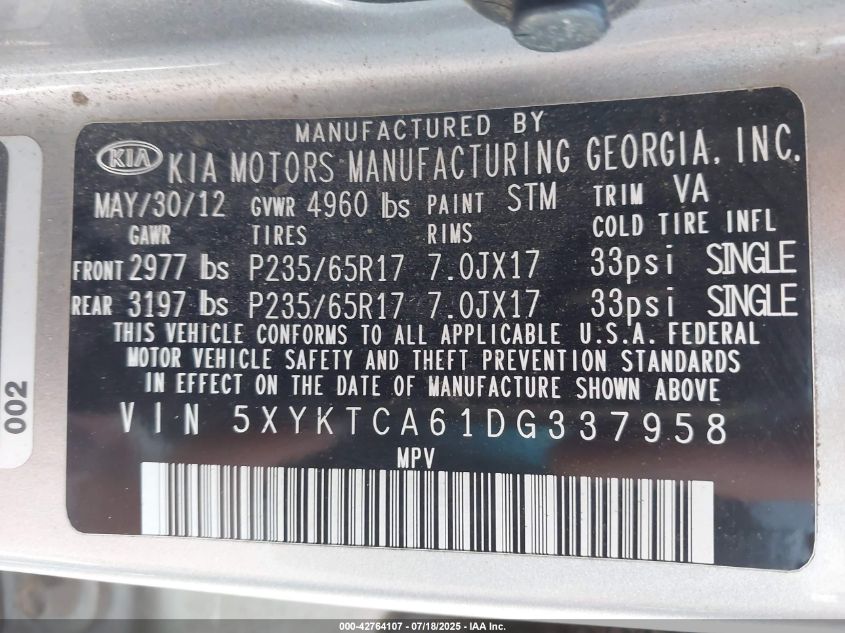 MANUFACTURED BY
KIA KIA MOTORS MANUFACTURING GEORGIA, INC.
MAY/30/12 GVWR 4960 lbs PAINT STM TRIM VA
GAWR TIRES RIMS COLD TIRE INFL
FRONT 2977 lbs P235/65R17 7.0JX17 33psi SINGLE
REAR 3197 lbs P235/65R17 7.0JX17 33psi SINGLE
THIS VEHICLE CONFORMS TO ALL APPLICABLE U.S.A. FEDERAL
MOTOR VEHICLE SAFETY AND THEFT PREVENTION STANDARDS
IN EFFECT ON THE DATE OF MANUFACTURE SHOWN ABOVE
VIN 5XYKTCA61DG337958
MPV
002
000-42764107 - 07/18/2025 - IAA Inc.